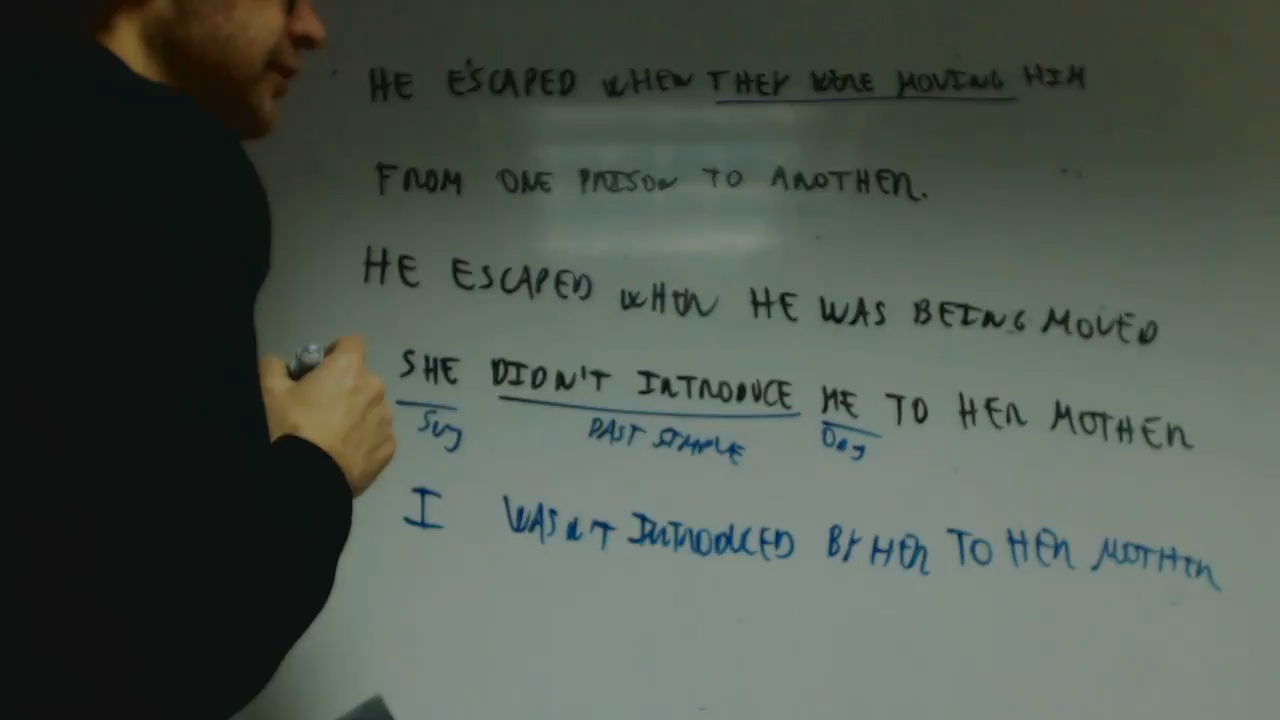 HE ESCAPED WHEN THEY WERE MOVING HIM
FROM ONE PRISON TO ANOTHER.
HE ESCAPED WHEN HE WAS BEING MOVED
SHE DIDN'T INTRODUCE ME TO HER MOTHER
SUJ PAST SIMPLE OBJ
I WASN'T INTRODUCED BY HER TO HER MOTHER